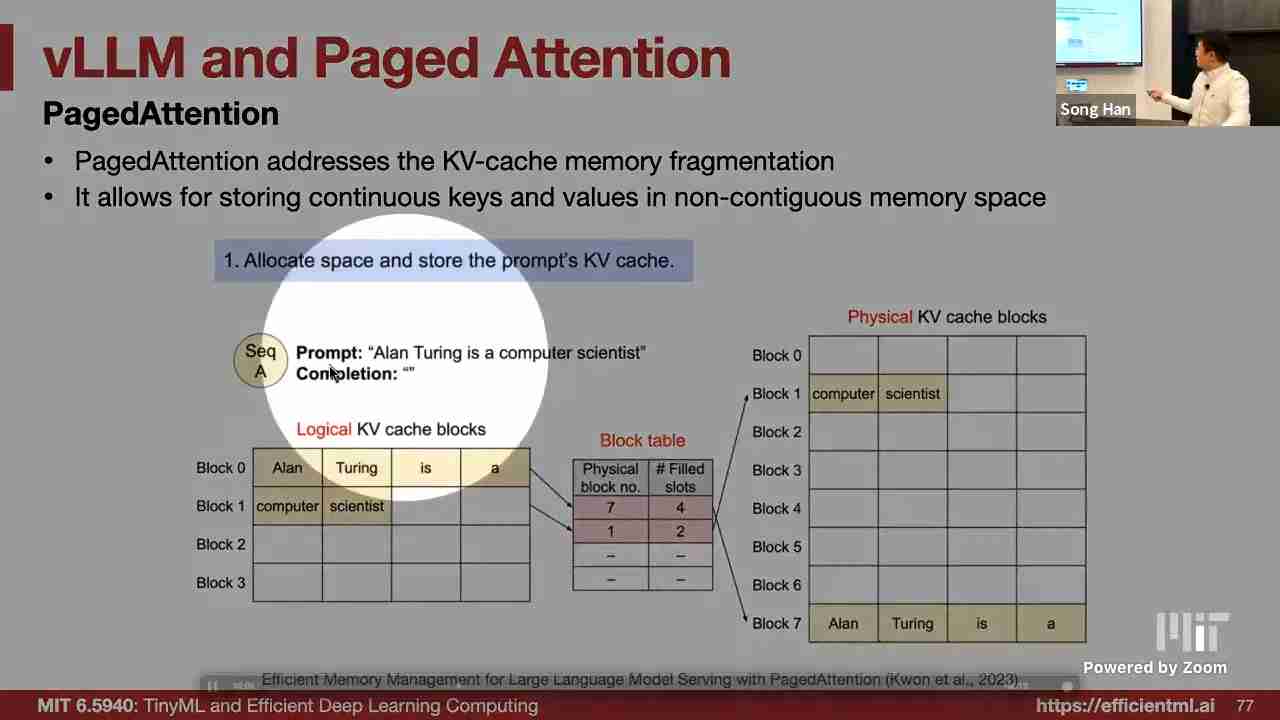 vLLM and Paged Attention
Song Han
PagedAttention
• PagedAttention addresses the KV-cache memory fragmentation
• It allows for storing continuous keys and values in non-contiguous memory space
1. Allocate space and store the prompt's KV cache.
Seq
A
Prompt: “Alan Turing is a computer scientist”
Completion: “”
Logical KV cache blocks
Block 0 Alan Turing is a
Block 1 computer scientist
Block 2
Block 3
Block table
Physical block no. # Filled slots
7 4
1 2
– –
– –
Physical KV cache blocks
Block 0
Block 1 computer scientist
Block 2
Block 3
Block 4
Block 5
Block 6
Block 7 Alan Turing is a
MIT
Powered by Zoom
Efficient Memory Management for Large Language Model Serving with PagedAttention (Kwon et al., 2023)
MIT 6.5940: TinyML and Efficient Deep Learning Computing
https://efficientml.ai 77